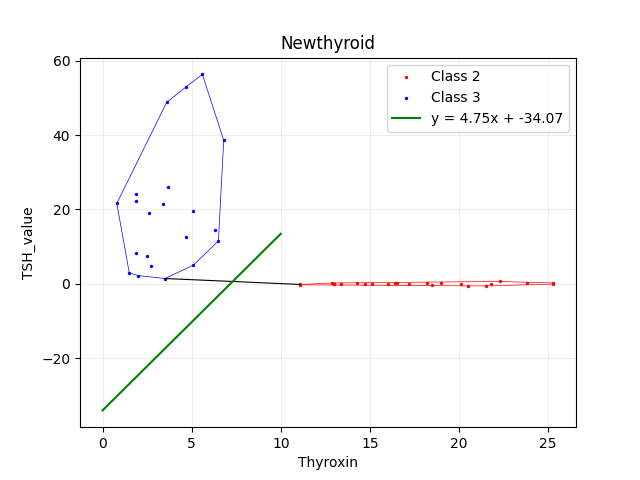 Newthyroid
Class 2
Class 3
y = 4.75x + -34.07
60
40
20
0
−20
TSH_value
0 5 10 15 20 25
Thyroxin